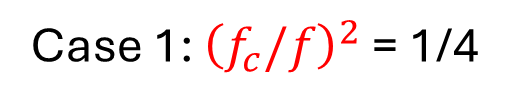 Case 1: (f_c/f)² = 1/4